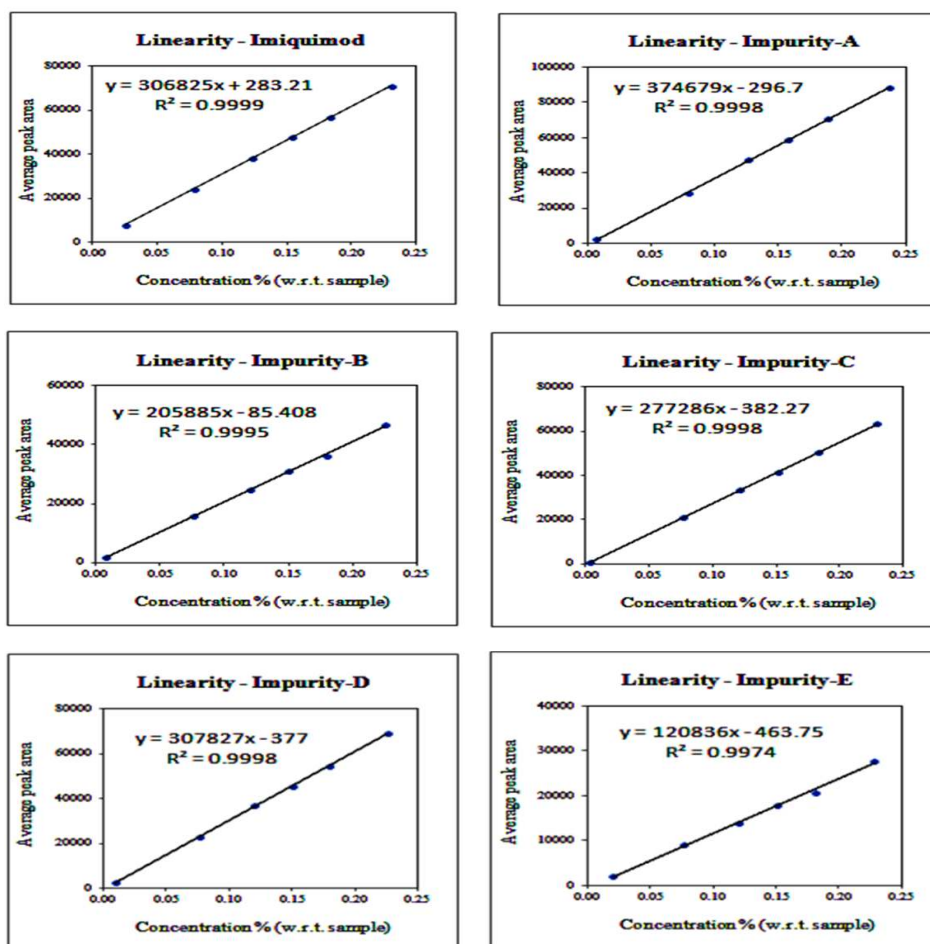 Linearity - Imiquimod
y = 306825x + 283.21
R² = 0.9999
80000
60000
40000
20000
0
Average peak area
0.00 0.05 0.10 0.15 0.20 0.25
Concentration % (w.r.t. sample)
Linearity - Impurity-A
y = 374679x - 296.7
R² = 0.9998
100000
80000
60000
40000
20000
0
Average peak area
0.00 0.05 0.10 0.15 0.20 0.25
Concentration % (w.r.t. sample)
Linearity - Impurity-B
y = 205885x - 85.408
R² = 0.9995
60000
40000
20000
0
Average peak area
0.00 0.05 0.10 0.15 0.20 0.25
Concentration % (w.r.t. sample)
Linearity - Impurity-C
y = 277286x - 382.27
R² = 0.9998
80000
60000
40000
20000
0
Average peak area
0.00 0.05 0.10 0.15 0.20 0.25
Concentration % (w.r.t. sample)
Linearity - Impurity-D
y = 307827x - 377
R² = 0.9998
80000
60000
40000
20000
0
Average peak area
0.00 0.05 0.10 0.15 0.20 0.25
Concentration % (w.r.t. sample)
Linearity - Impurity-E
y = 120836x - 463.75
R² = 0.9974
40000
30000
20000
10000
0
Average peak area
0.00 0.05 0.10 0.15 0.20 0.25
Concentration % (w.r.t. sample)